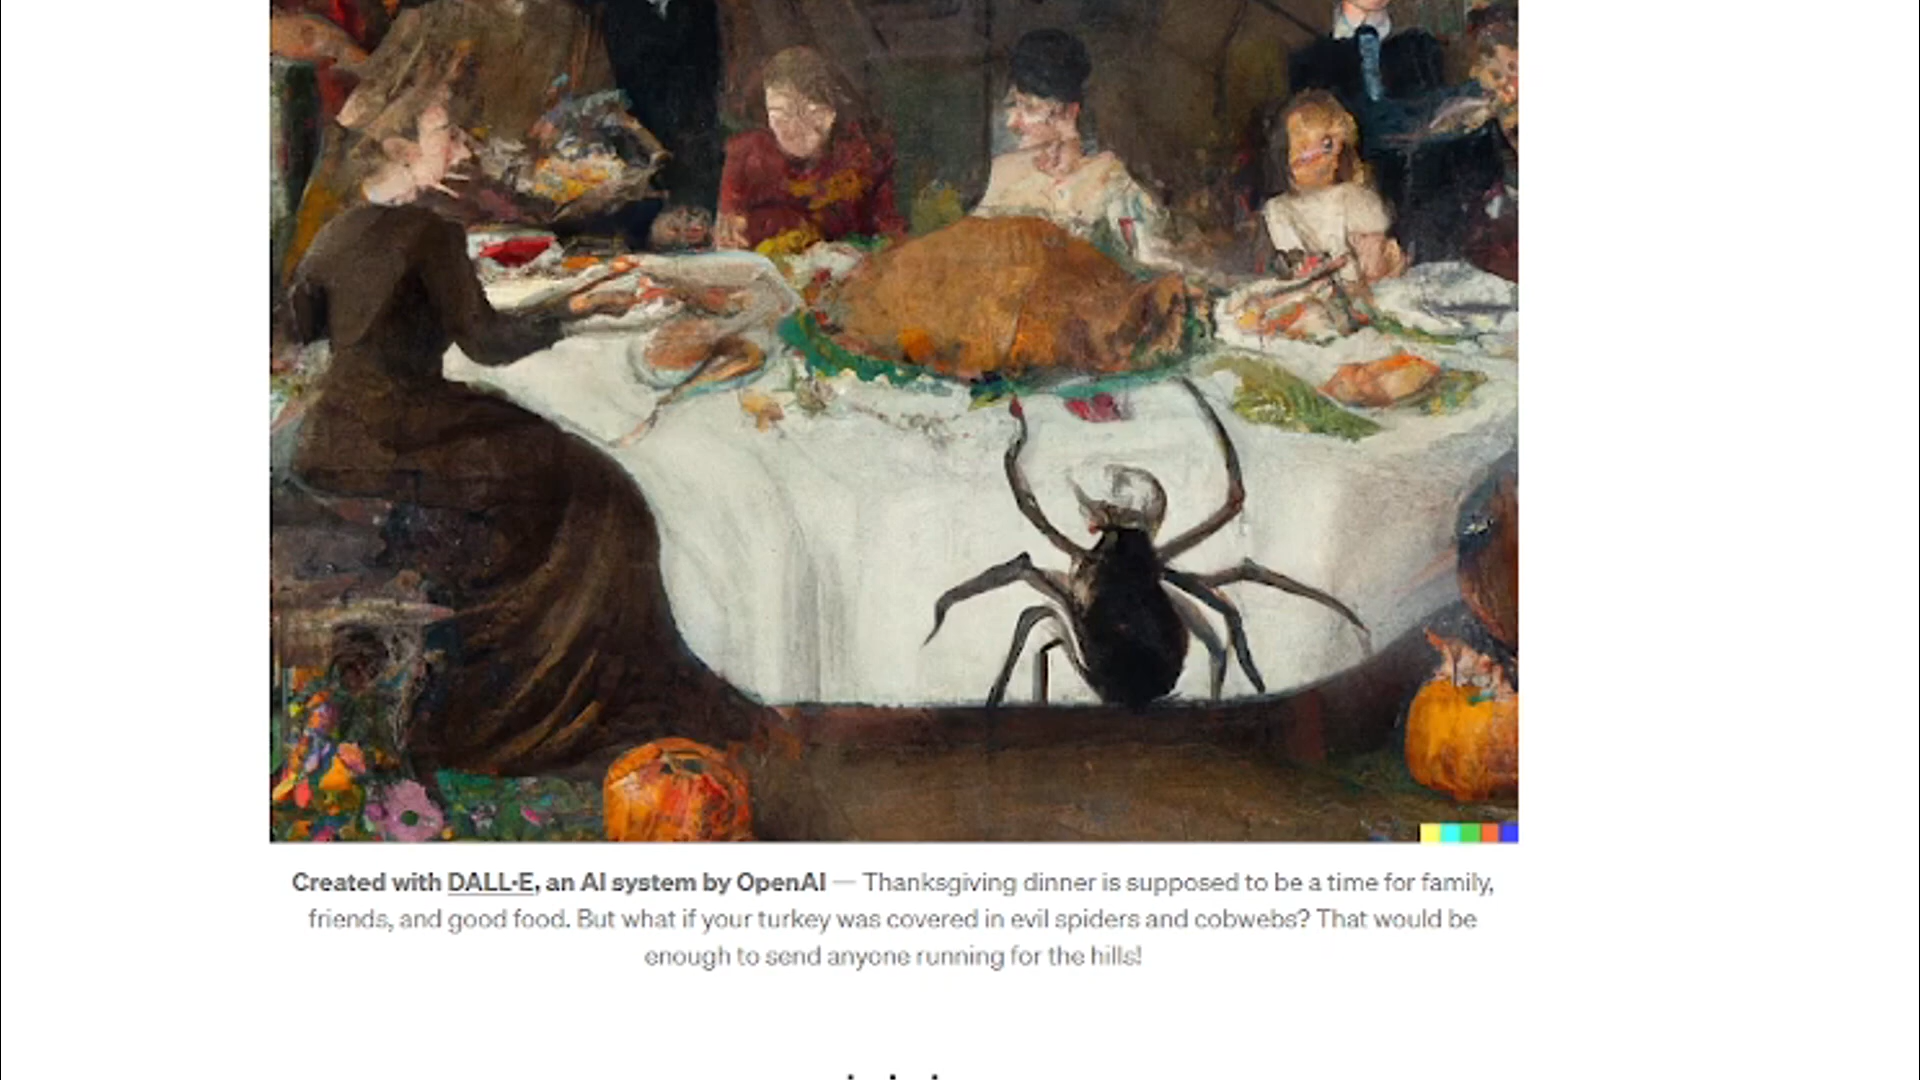 Created with DALL·E, an AI system by OpenAI — Thanksgiving dinner is supposed to be a time for family,
friends, and good food. But what if your turkey was covered in evil spiders and cobwebs? That would be
enough to send anyone running for the hills!